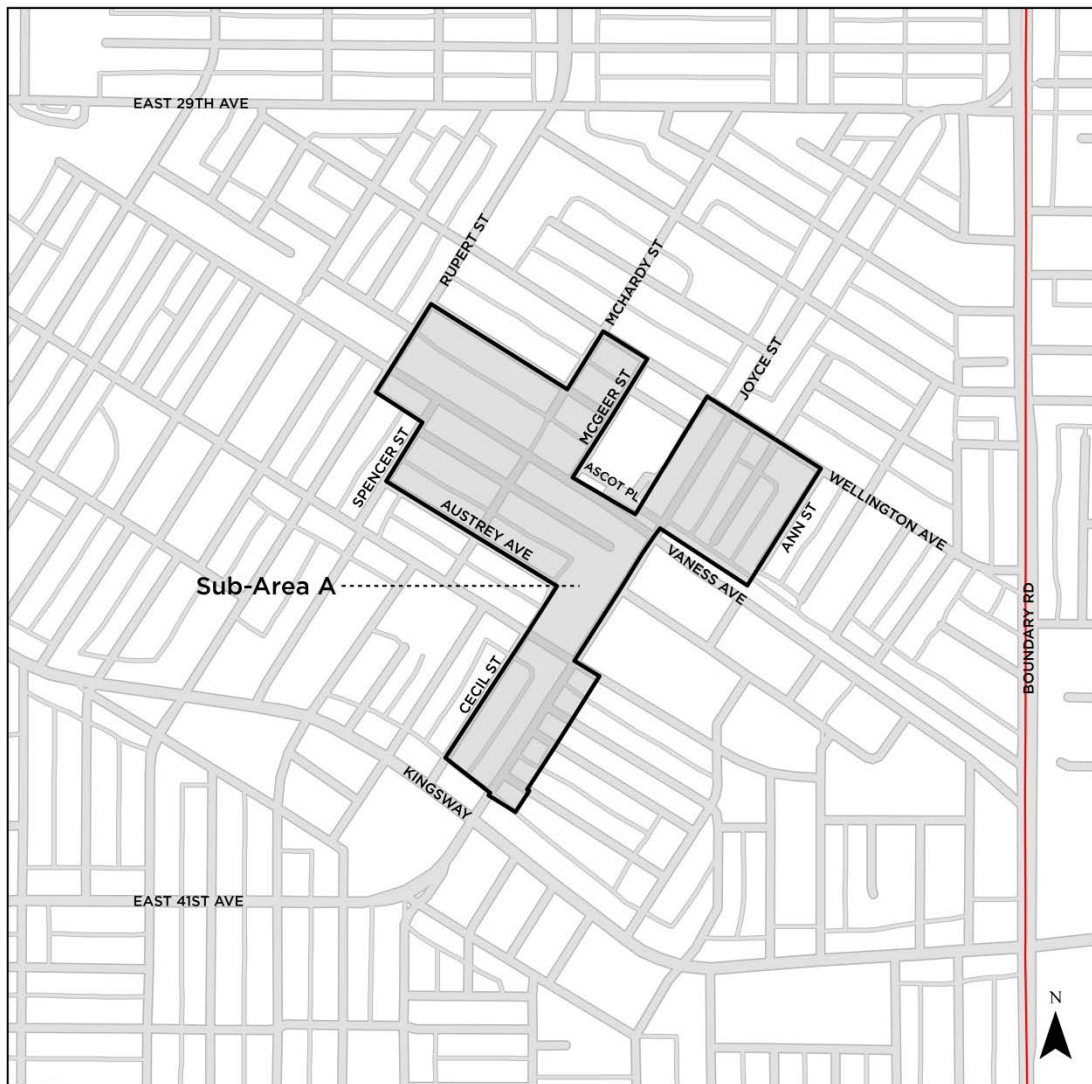 EAST 29TH AVE
RUPERT ST
MCHARDY ST
JOYCE ST
MCGEER ST
SPENCER ST
ASCOT PL
WELLINGTON AVE
AUSTREY AVE
ANN ST
VANESS AVE
Sub-Area A
BOUNDARY RD
CECIL ST
KINGSWAY
EAST 41ST AVE
N